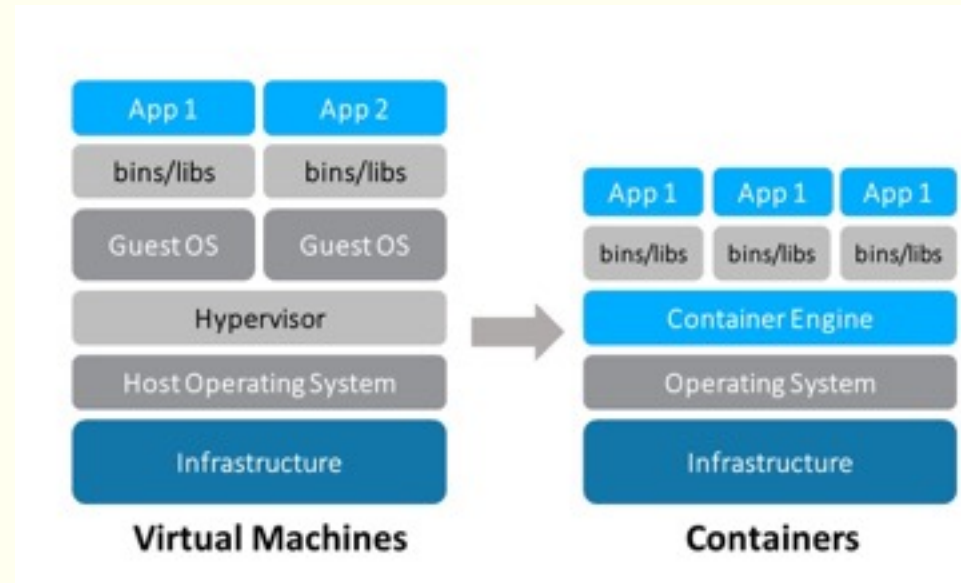 App 1 App 2
bins/libs bins/libs
Guest OS Guest OS
Hypervisor
Host Operating System
Infrastructure
Virtual Machines
App 1 App 1 App 1
bins/libs bins/libs bins/libs
Container Engine
Operating System
Infrastructure
Containers